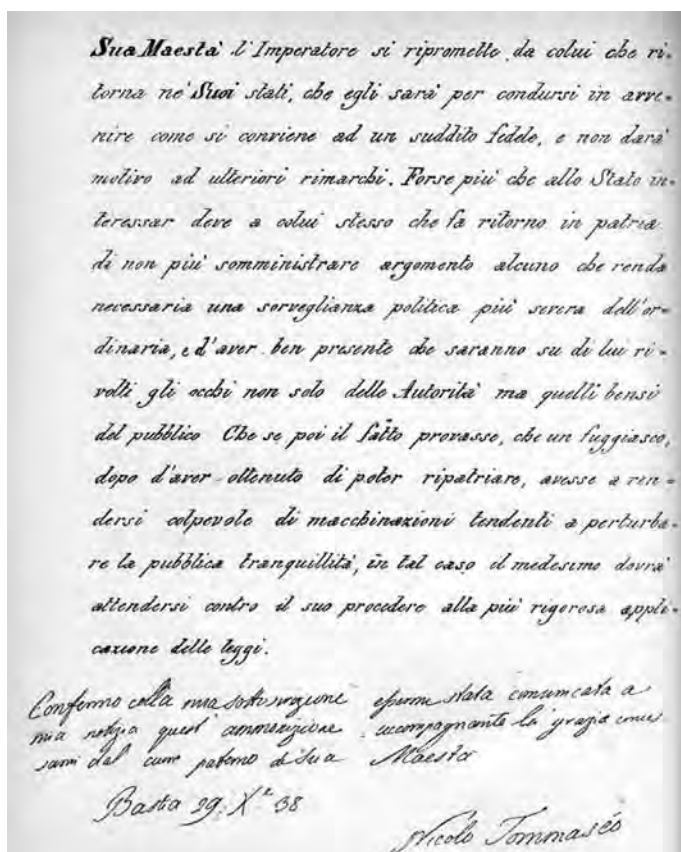 Sua Maestà l'Imperatore si ripromette da colui che ri-
torna ne' Suoi stati, che egli sarà per condursi in avve-
nire come si conviene ad un suddito fedele, e non darà
motivo ad ulteriori rimarchi. Forse più che allo Stato in-
teressar deve a colui stesso che fa ritorno in patria
di non più somministrare argomento alcuno che renda
necessaria una sorveglianza politica più severa dell'or-
dinaria, e d'aver ben presente che saranno su di lui ri-
volti gli occhi non solo delle Autorità ma quelli bensì
del pubblico Che se poi il fatto provasse, che un fuggiasco,
dopo d'aver ottenuto di poter ripatriare, avesse a ren-
dersi colpevole di macchinazioni tendenti a perturba-
re la pubblica tranquillità, in tal caso il medesimo dovrà
attendersi contro il suo procedere alla più rigorosa appli-
cazione delle leggi.
Confermo colla mia sottoscrizione essermi stata comunicata a
mia notizia quest' ammonizione accompagnante la grazia
dal cuore paterno di Sua Maestà
Bastia 29. X.e 38
Nicolò Tommaséo